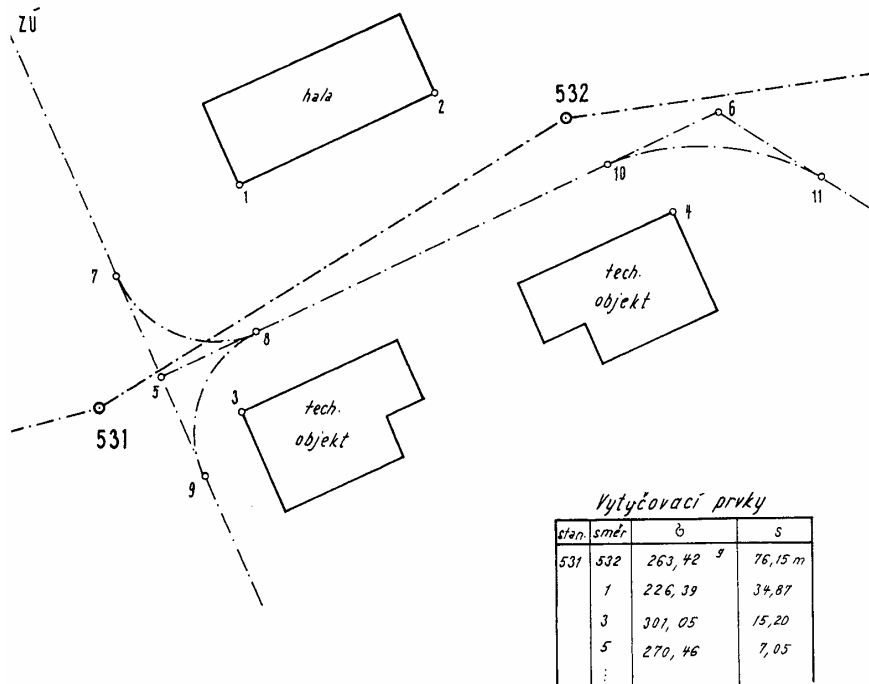 ZÚ
hala
2
532
6
1
10
11
4
7
tech.
objekt
8
5
3
531
tech.
objekt
9
Vytyčovací prvky
stan. směr s
531 532 263,42 g 76,15 m
1 226,39 34,87
3 301,05 15,20
5 270,46 7,05
⋮